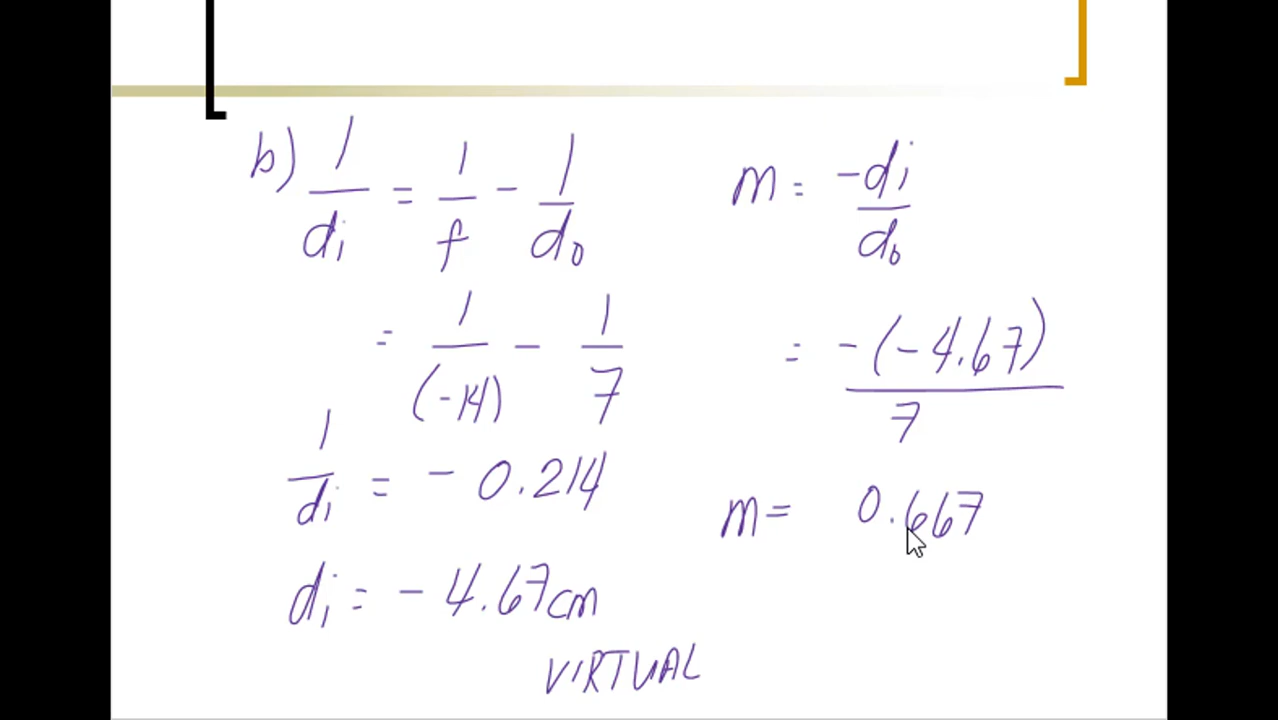 b) 1/di = 1/f - 1/do
= 1/(-14) - 1/7
1/di = - 0.214
di = - 4.67cm
VIRTUAL
m = -di/do
= -(-4.67)/7
m = 0.667